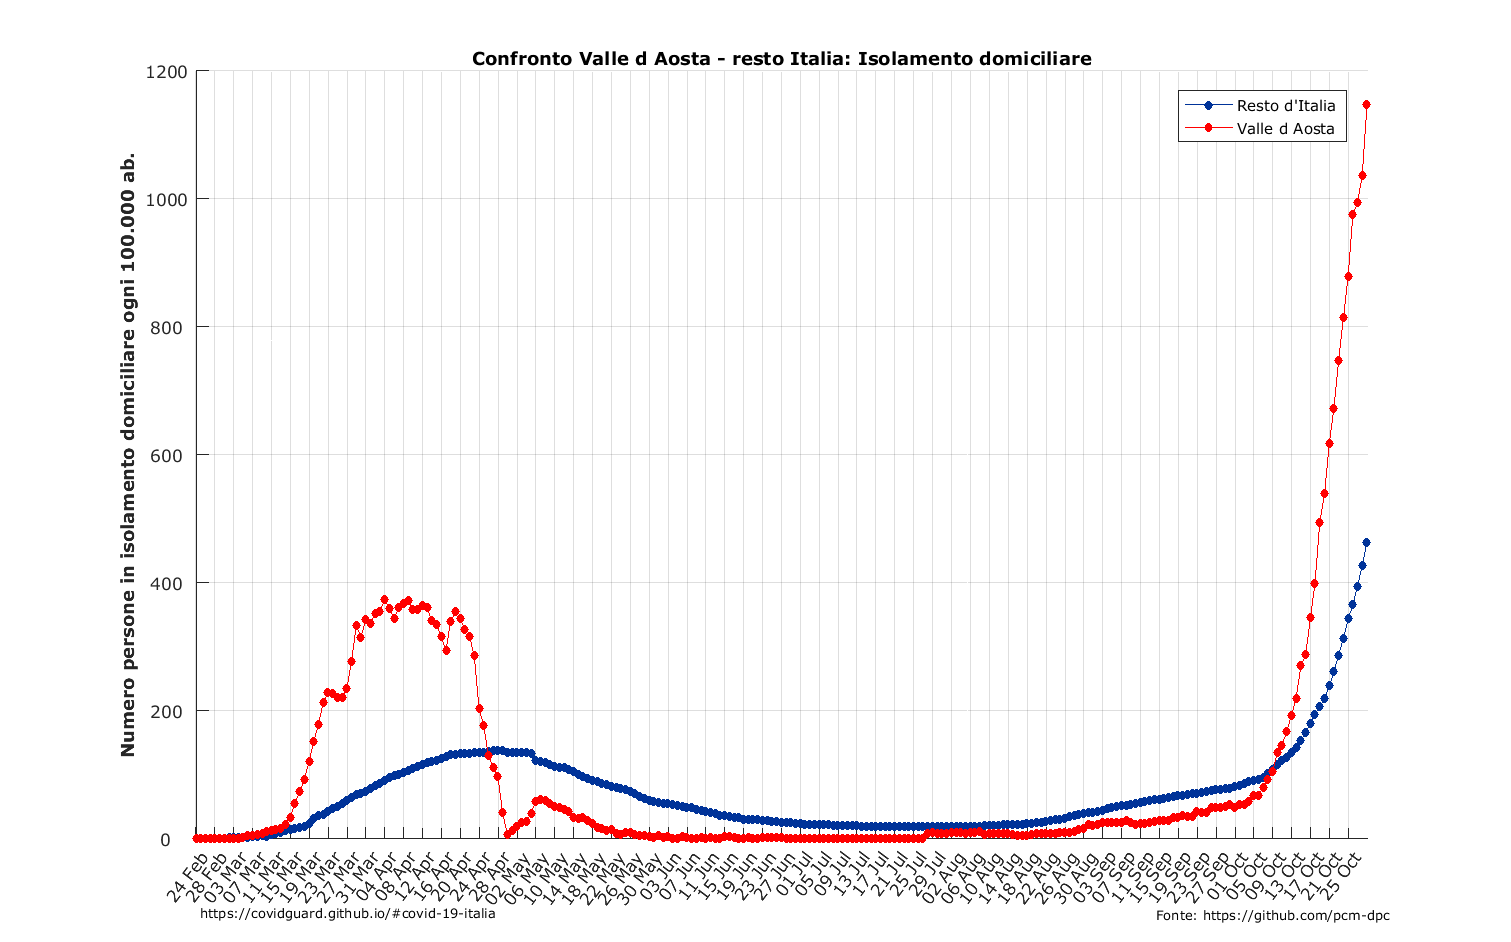 Confronto Valle d Aosta - resto Italia: Isolamento domiciliare
Numero persone in isolamento domiciliare ogni 100.000 ab.
1200
1000
800
600
400
200
0
Resto d'Italia
Valle d Aosta
24 Feb
28 Feb
03 Mar
07 Mar
11 Mar
15 Mar
19 Mar
23 Mar
27 Mar
31 Mar
04 Apr
08 Apr
12 Apr
16 Apr
20 Apr
24 Apr
28 Apr
02 May
06 May
10 May
14 May
18 May
22 May
26 May
30 May
03 Jun
07 Jun
11 Jun
15 Jun
19 Jun
23 Jun
27 Jun
01 Jul
05 Jul
09 Jul
13 Jul
17 Jul
21 Jul
25 Jul
29 Jul
02 Aug
06 Aug
10 Aug
14 Aug
18 Aug
22 Aug
26 Aug
30 Aug
03 Sep
07 Sep
11 Sep
15 Sep
19 Sep
23 Sep
27 Sep
01 Oct
05 Oct
09 Oct
13 Oct
17 Oct
21 Oct
25 Oct
https://covidguard.github.io/#covid-19-italia
Fonte: https://github.com/pcm-dpc